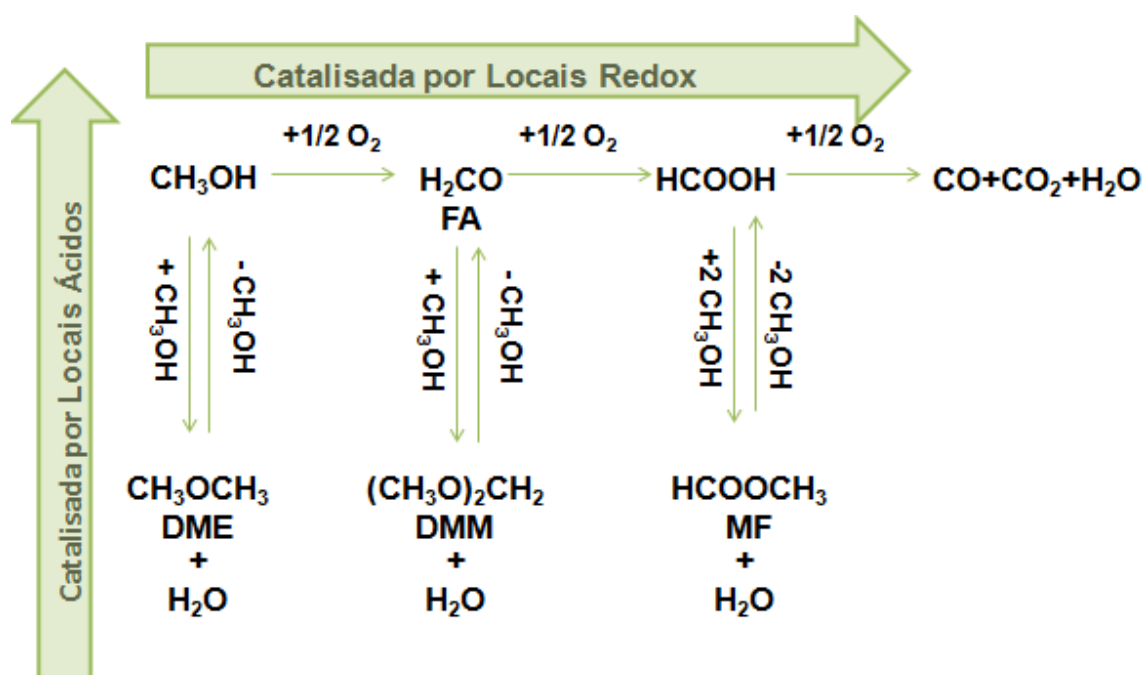 Catalisada por Locais Redox
Catalisada por Locais Ácidos
+1/2 O₂ +1/2 O₂ +1/2 O₂
CH₃OH H₂CO HCOOH CO+CO₂+H₂O
FA
+ CH₃OH -CH₃OH + CH₃OH -CH₃OH +2 CH₃OH -2 CH₃OH
CH₃OCH₃ (CH₃O)₂CH₂ HCOOCH₃
DME DMM MF
+ + +
H₂O H₂O H₂O